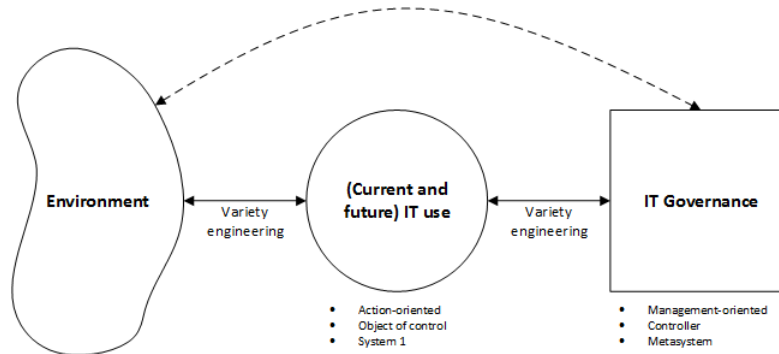 Environment
Variety
engineering
(Current and
future) IT use
Variety
engineering
IT Governance
• Action-oriented
• Object of control
• System 1
• Management-oriented
• Controller
• Metasystem